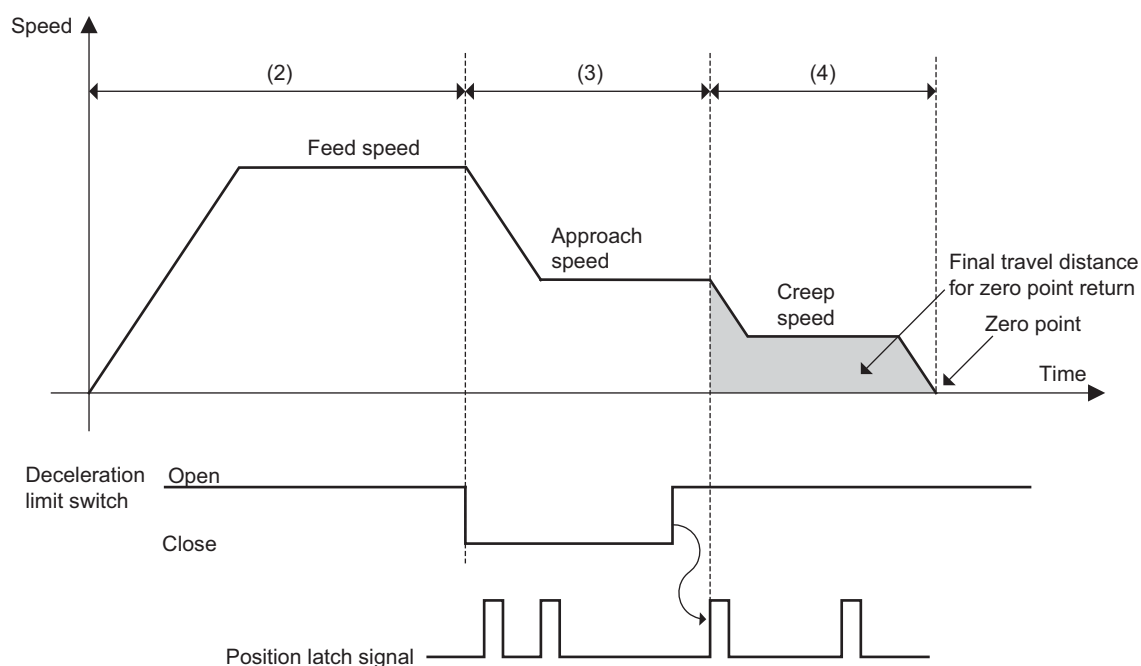 Speed
(2)
(3)
(4)
Feed speed
Approach
speed
Creep
speed
Final travel distance
for zero point return
Zero point
Time
Deceleration
limit switch
Open
Close
Position latch signal